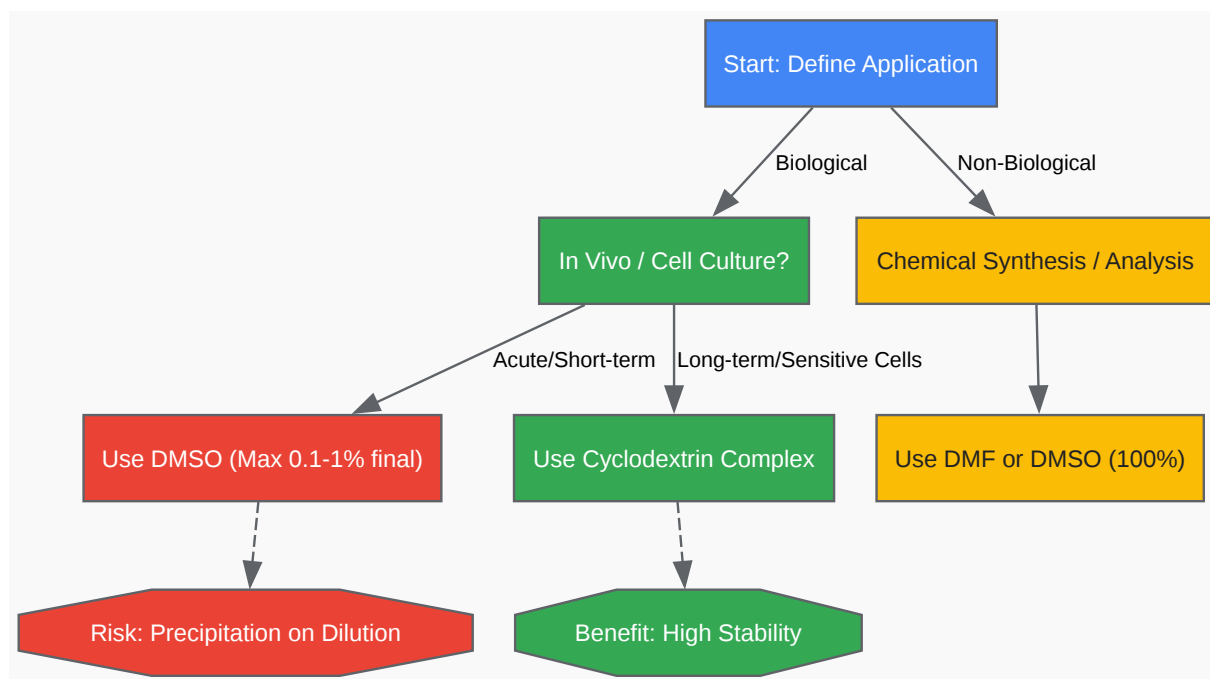 Start: Define Application
Biological
Non-Biological
In Vivo / Cell Culture?
Chemical Synthesis / Analysis
Acute/Short-term
Long-term/Sensitive Cells
Use DMSO (Max 0.1-1% final)
Use Cyclodextrin Complex
Use DMF or DMSO (100%)
Risk: Precipitation on Dilution
Benefit: High Stability